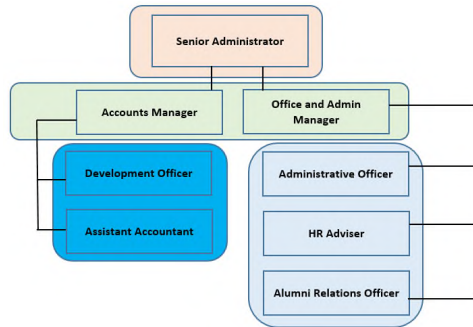 Senior Administrator
Accounts Manager
Office and Admin
Manager
Development Officer
Assistant Accountant
Administrative Officer
HR Adviser
Alumni Relations Officer